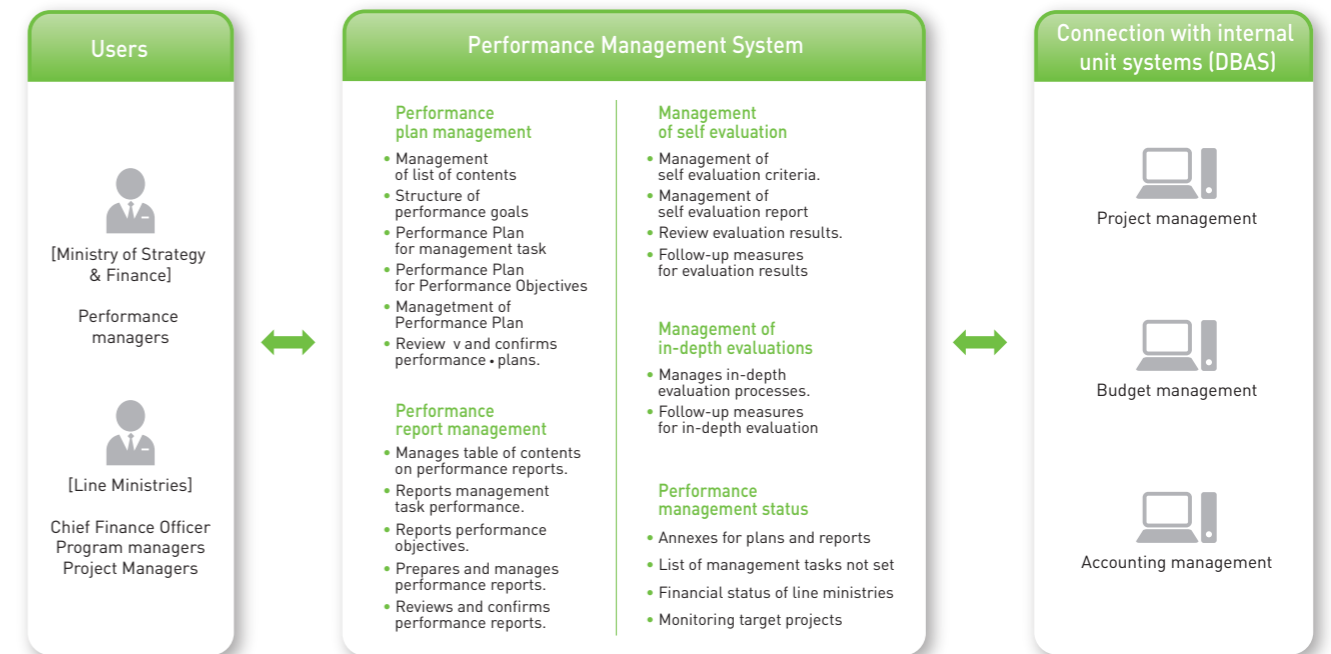 Users
[Ministry of Strategy
& Finance]
Performance
managers
[Line Ministries]
Chief Finance Officer
Program managers
Project Managers
Performance Management System
Performance
plan management
• Management
of list of contents
• Structure of
performance goals
• Performance Plan
for management task
• Performance Plan
for Performance Objectives
• Managetment of
Performance Plan
• Review v and confirms
performance • plans.
Performance
report management
• Manages table of contents
on performance reports.
• Reports management
task performance.
• Reports performance
objectives.
• Prepares and manages
performance reports.
• Reviews and confirms
performance reports.
Management
of self evaluation
• Management of
self evaluation criteria.
• Management of
self evaluation report
• Review evaluation results.
• Follow-up measures
for evaluation results
Management of
in-depth evaluations
• Manages in-depth
evaluation processes.
• Follow-up measures
for in-depth evaluation
Performance
management status
• Annexes for plans and reports
• List of management tasks not set
• Financial status of line ministries
• Monitoring target projects
Connection with internal
unit systems (DBAS)
Project management
Budget management
Accounting management